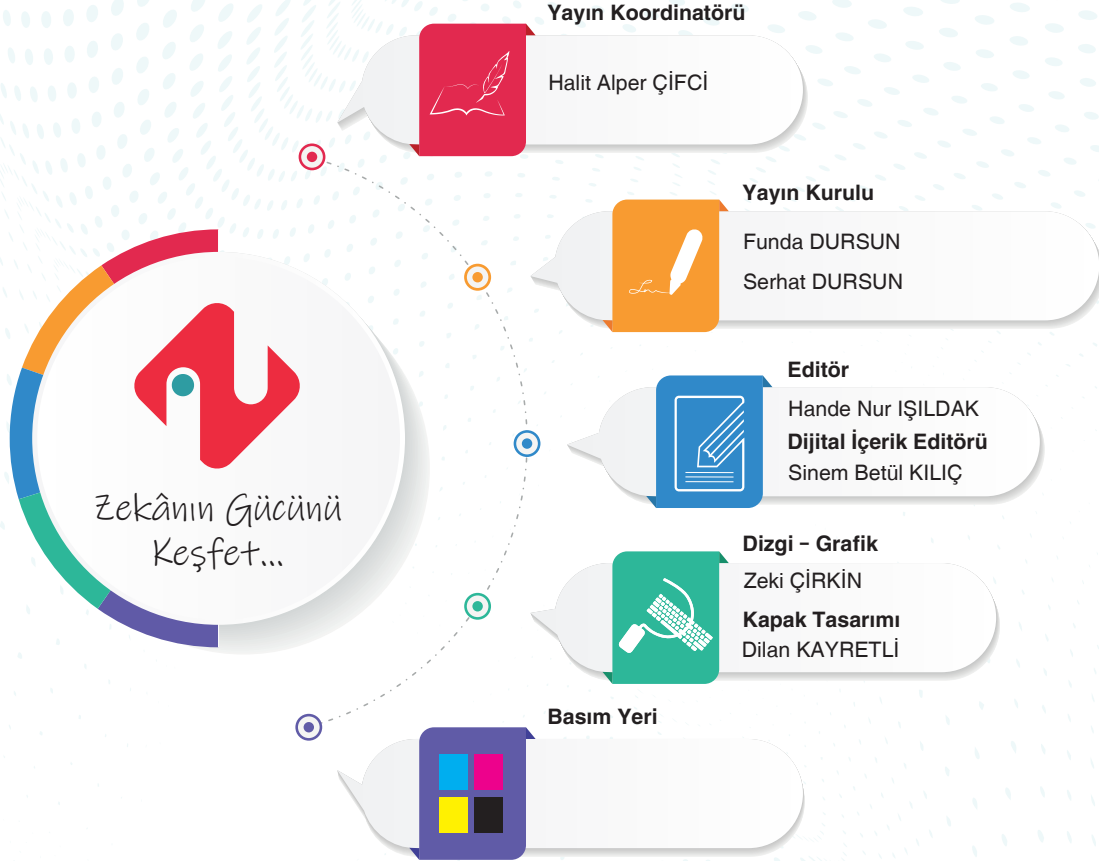 Yayın Koordinatörü
Halit Alper ÇİFCİ
Yayın Kurulu
Funda DURSUN
Serhat DURSUN
Editör
Hande Nur IŞILDAK
Dijital İçerik Editörü
Sinem Betül KILIÇ
Zekânın Gücünü
Keşfet...
Dizgi - Grafik
Zeki ÇİRKİN
Kapak Tasarımı
Dilan KAYRETLİ
Basım Yeri